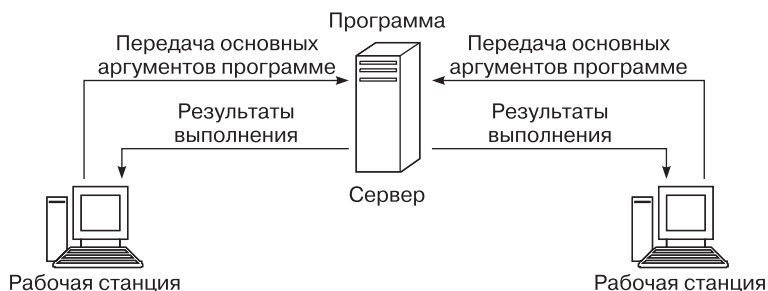 Программа
Передача основных
аргументов программе
Передача основных
аргументов программе
Результаты
выполнения
Результаты
выполнения
Сервер
Рабочая станция
Рабочая станция